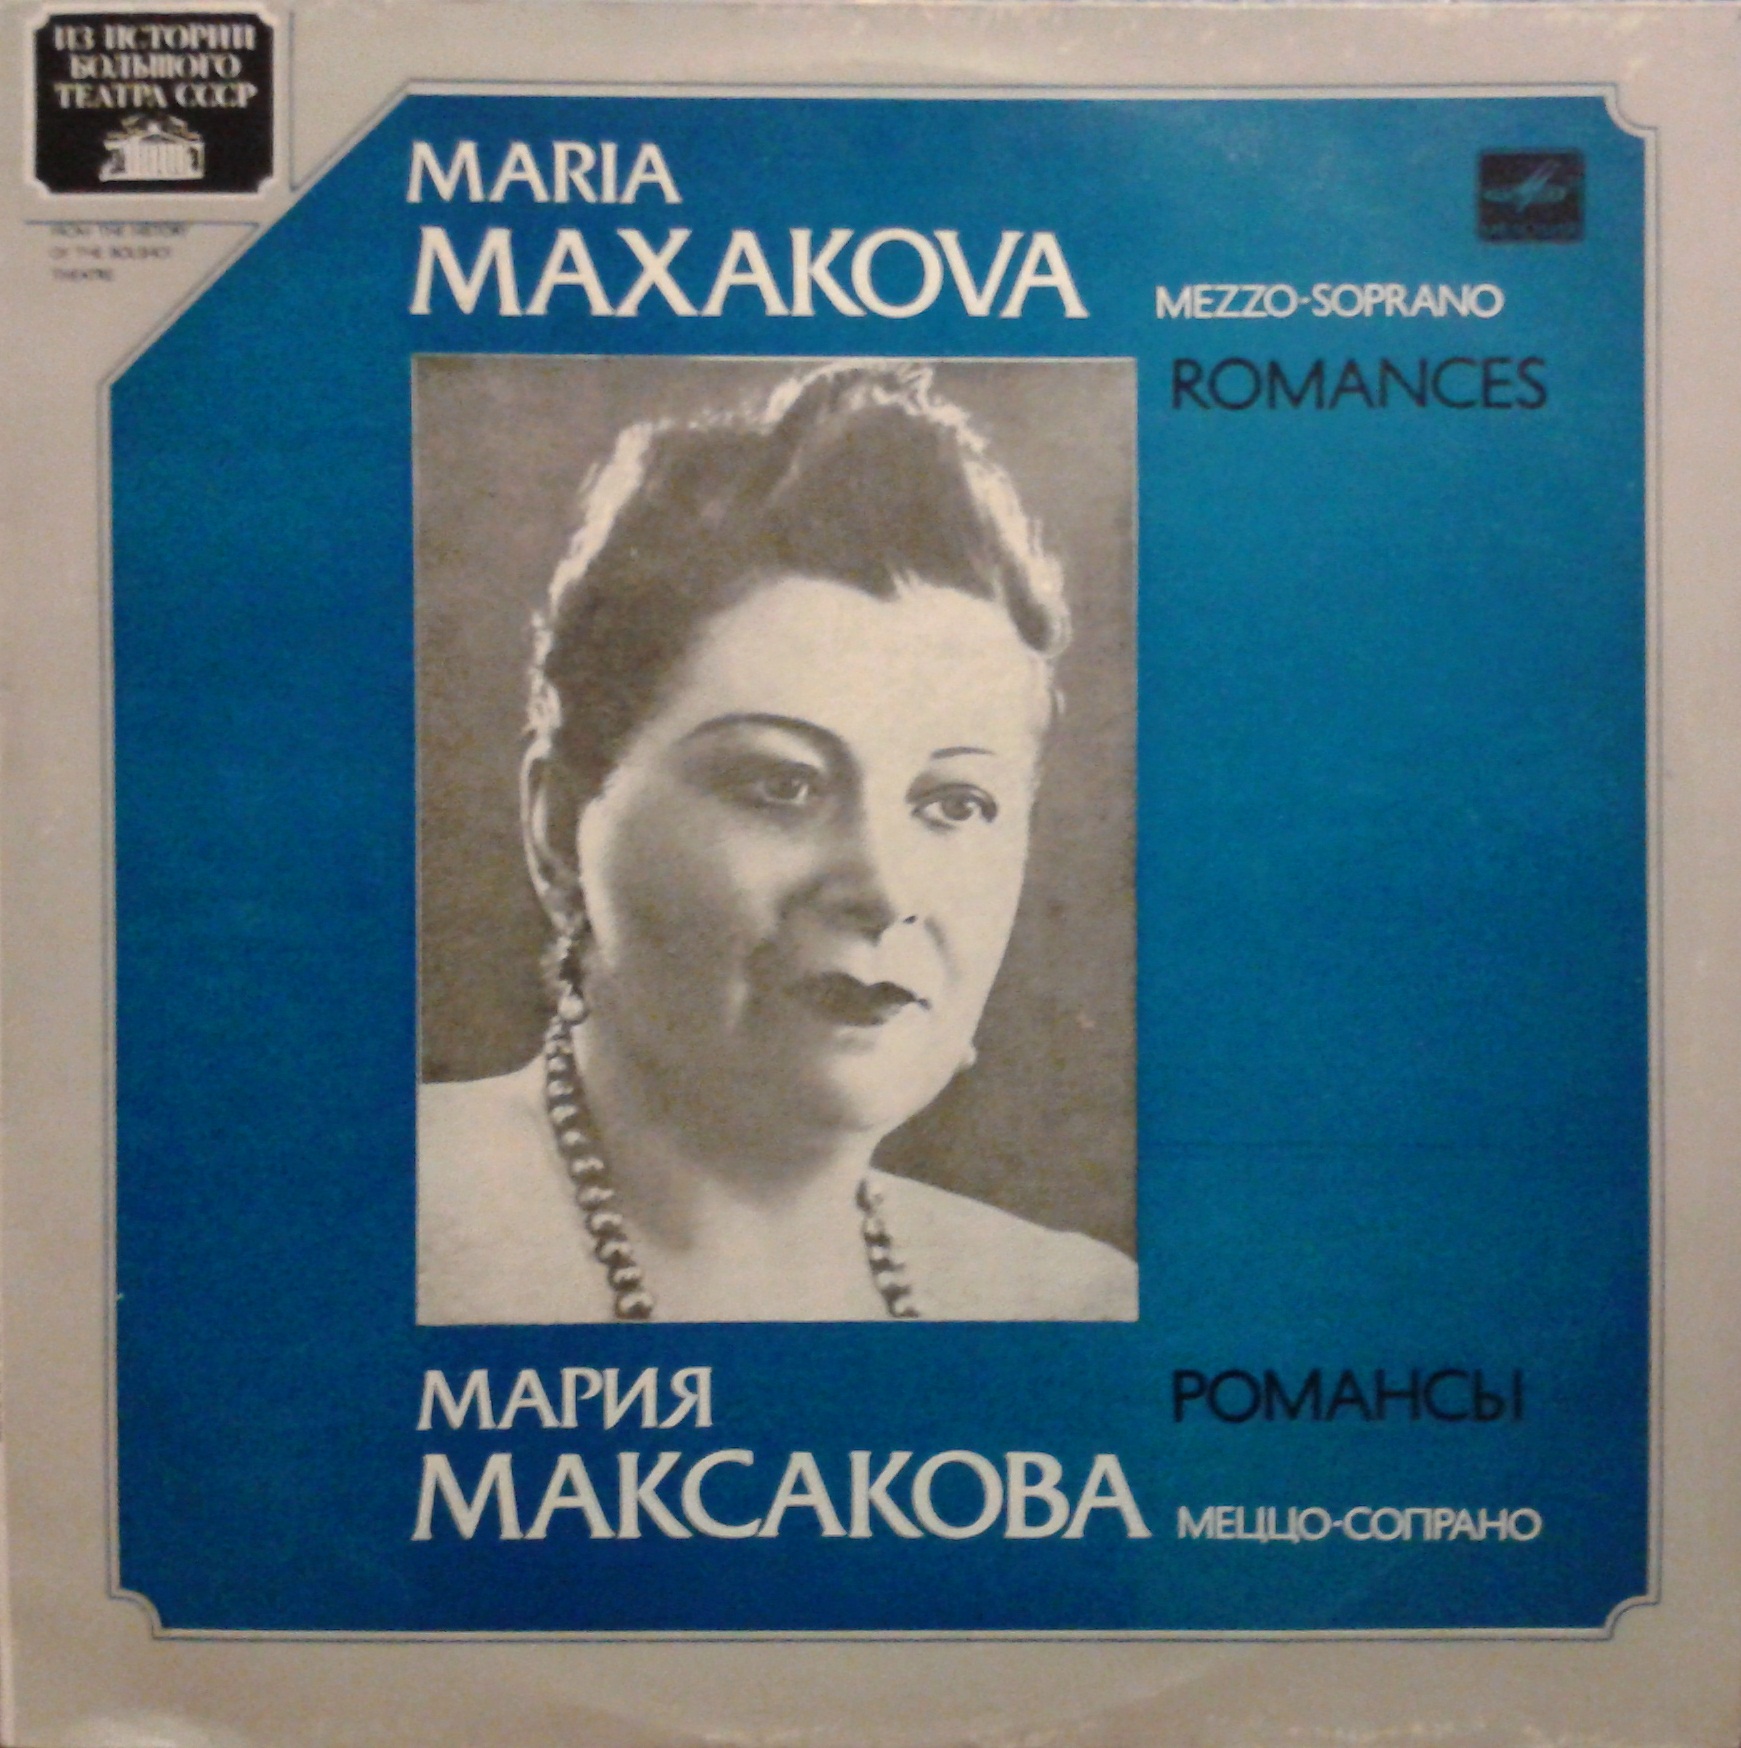 ИЗ ИСТОРИИ
БОЛЬШОГО
ТЕАТРА СССР
FROM THE HISTORY
OF THE BOLSHOI
THEATRE
MARIA
MAXAKOVA
MEZZO-SOPRANO
ROMANCES
МАРИЯ
МАКСАКОВА
РОМАНСЫ
МЕЦЦО-СОПРАНО